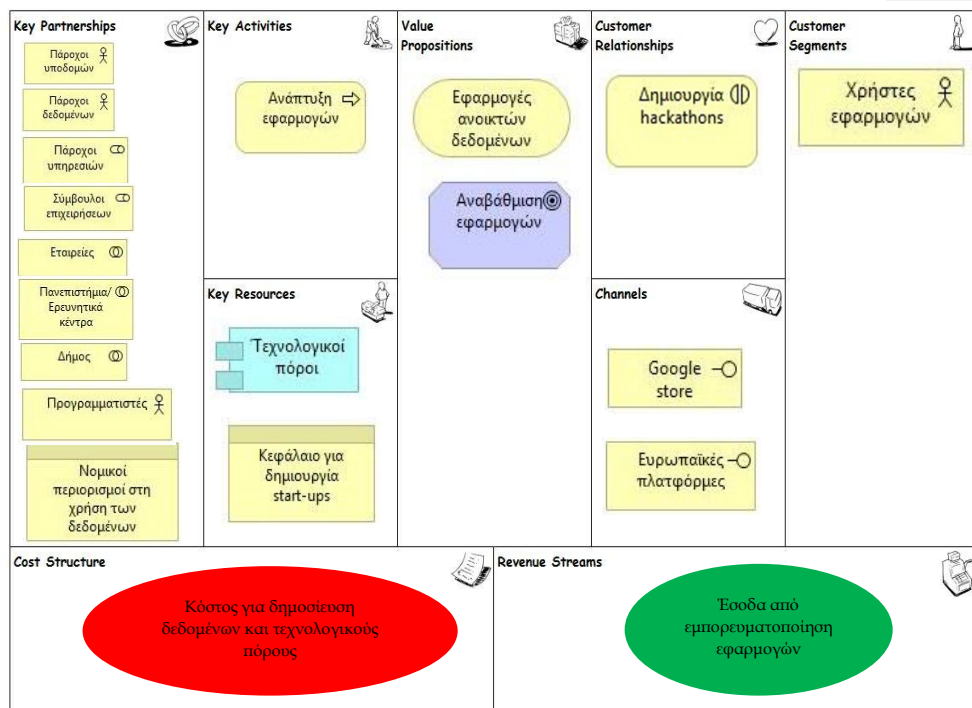 Key Partnerships
Πάροχοι
υποδομών
Πάροχοι
δεδομένων
Πάροχοι
υπηρεσιών
Σύμβουλοι
επιχειρήσεων
Εταιρείες
Πανεπιστήμια/
Ερευνητικά
κέντρα
Δήμος
Προγραμματιστές
Νομικοί
περιορισμοί στη
χρήση των
δεδομένων
Key Activities
Ανάπτυξη
εφαρμογών
Key Resources
Τεχνολογικοί
πόροι
Κεφάλαιο για
δημιουργία
start-ups
Value
Propositions
Εφαρμογές
ανοικτών
δεδομένων
Αναβάθμιση
εφαρμογών
Customer
Relationships
Δημιουργία
hackathons
Channels
Google
store
Ευρωπαϊκές
πλατφόρμες
Customer
Segments
Χρήστες
εφαρμογών
Cost Structure
Κόστος για δημοσίευση
δεδομένων και τεχνολογικούς
πόρους
Revenue Streams
Έσοδα από
εμπορευματοποίηση
εφαρμογών